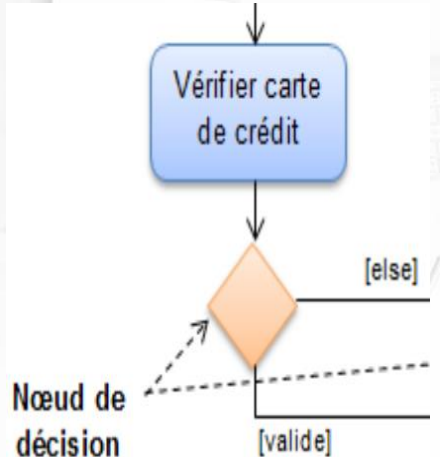 Vérifier carte
de crédit
[else]
Nœud de
décision
[valide]